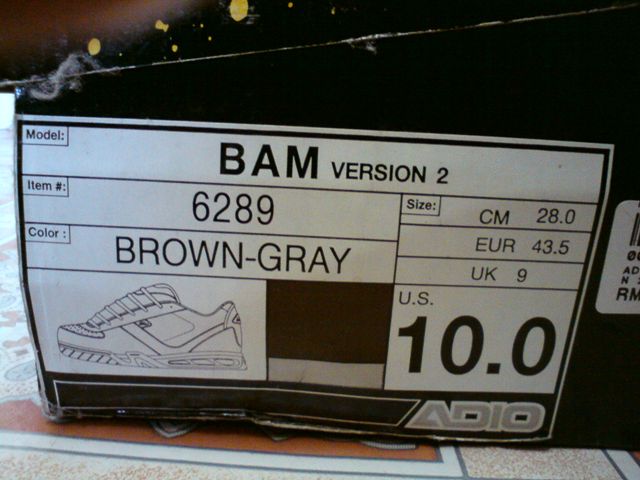 Model:
BAM VERSION 2
Item #:
6289
Color :
BROWN-GRAY
Size:
CM 28.0
EUR 43.5
UK 9
U.S.
10.0
ADIO
RM